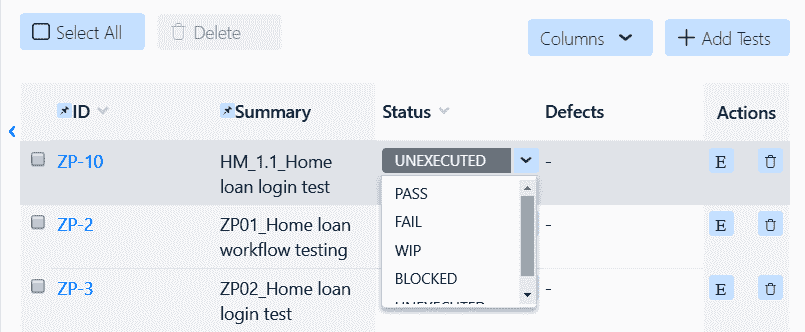 Select All
Delete
Columns
Add Tests
ID
Summary
Status
Defects
Actions
ZP-10
HM_1.1_Home
loan login test
UNEXECUTED
-
E
PASS
FAIL
WIP
BLOCKED
UNEXECUTED
ZP-2
ZP01_Home loan
workflow testing
-
E
ZP-3
ZP02_Home loan
login test
-
E